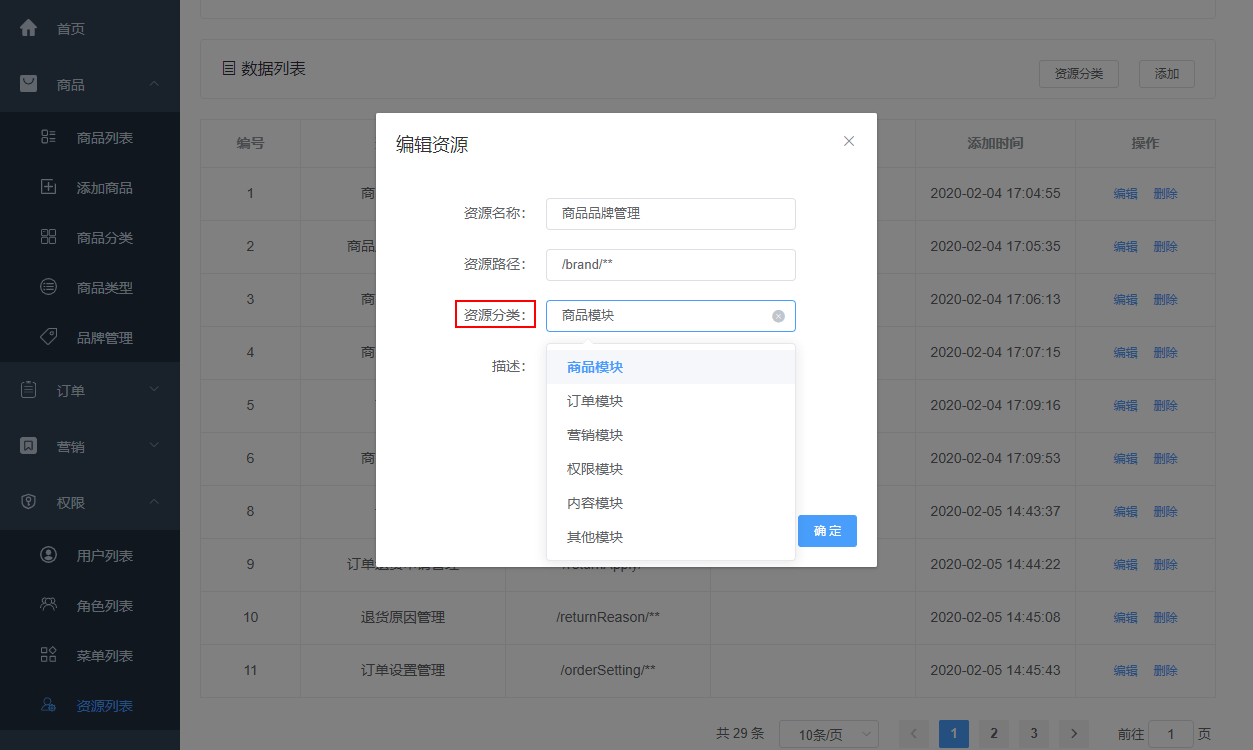 首页
商品
商品列表
添加商品
商品分类
商品类型
品牌管理
订单
营销
权限
用户列表
角色列表
菜单列表
资源列表
数据列表
资源分类 添加
编号 添加时间 操作
1 商 2020-02-04 17:04:55 编辑 删除
2 商品 2020-02-04 17:05:35 编辑 删除
3 商 2020-02-04 17:06:13 编辑 删除
4 商 2020-02-04 17:07:15 编辑 删除
5 2020-02-04 17:09:16 编辑 删除
6 商 2020-02-04 17:09:53 编辑 删除
8 2020-02-05 14:43:37 编辑 删除
9 订单退货申请管理 /returnApply/ 2020-02-05 14:44:22 编辑 删除
10 退货原因管理 /returnReason/** 2020-02-05 14:45:08 编辑 删除
11 订单设置管理 /orderSetting/** 2020-02-05 14:45:43 编辑 删除
共 29 条 10条/页 1 2 3 前往 1 页
编辑资源
资源名称: 商品品牌管理
资源路径: /brand/**
资源分类: 商品模块
描述:
商品模块
订单模块
营销模块
权限模块
内容模块
其他模块
确定